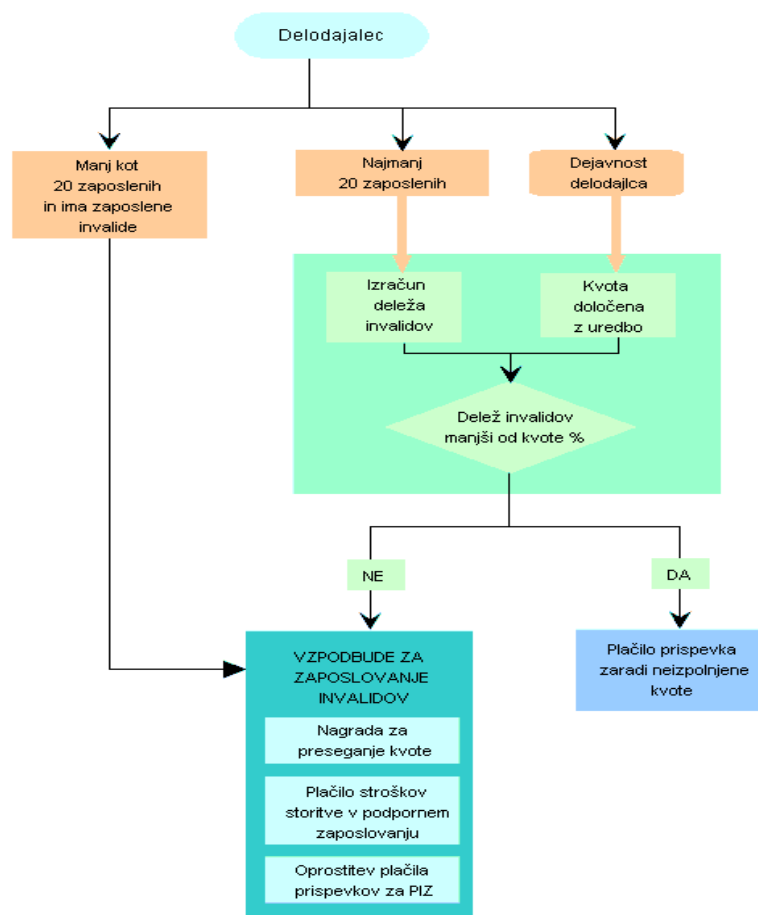 Delodajalec
Manj kot
20 zaposlenih
in ima zaposlene
invalide
Najmanj
20 zaposlenih
Dejavnost
delodajlca
Izračun
deleža
invalidov
Kvota
določena
z uredbo
Delež invalidov
manjši od kvote %
NE
DA
VZPODBUDE ZA
ZAPOSLOVANJE
INVALIDOV
Nagrada za
preseganje kvote
Plačilo stroškov
storitve v podpornem
zaposlovanju
Oprostitev plačila
prispevkov za PIZ
Plačilo prispevka
zaradi neizpolnjene
kvote